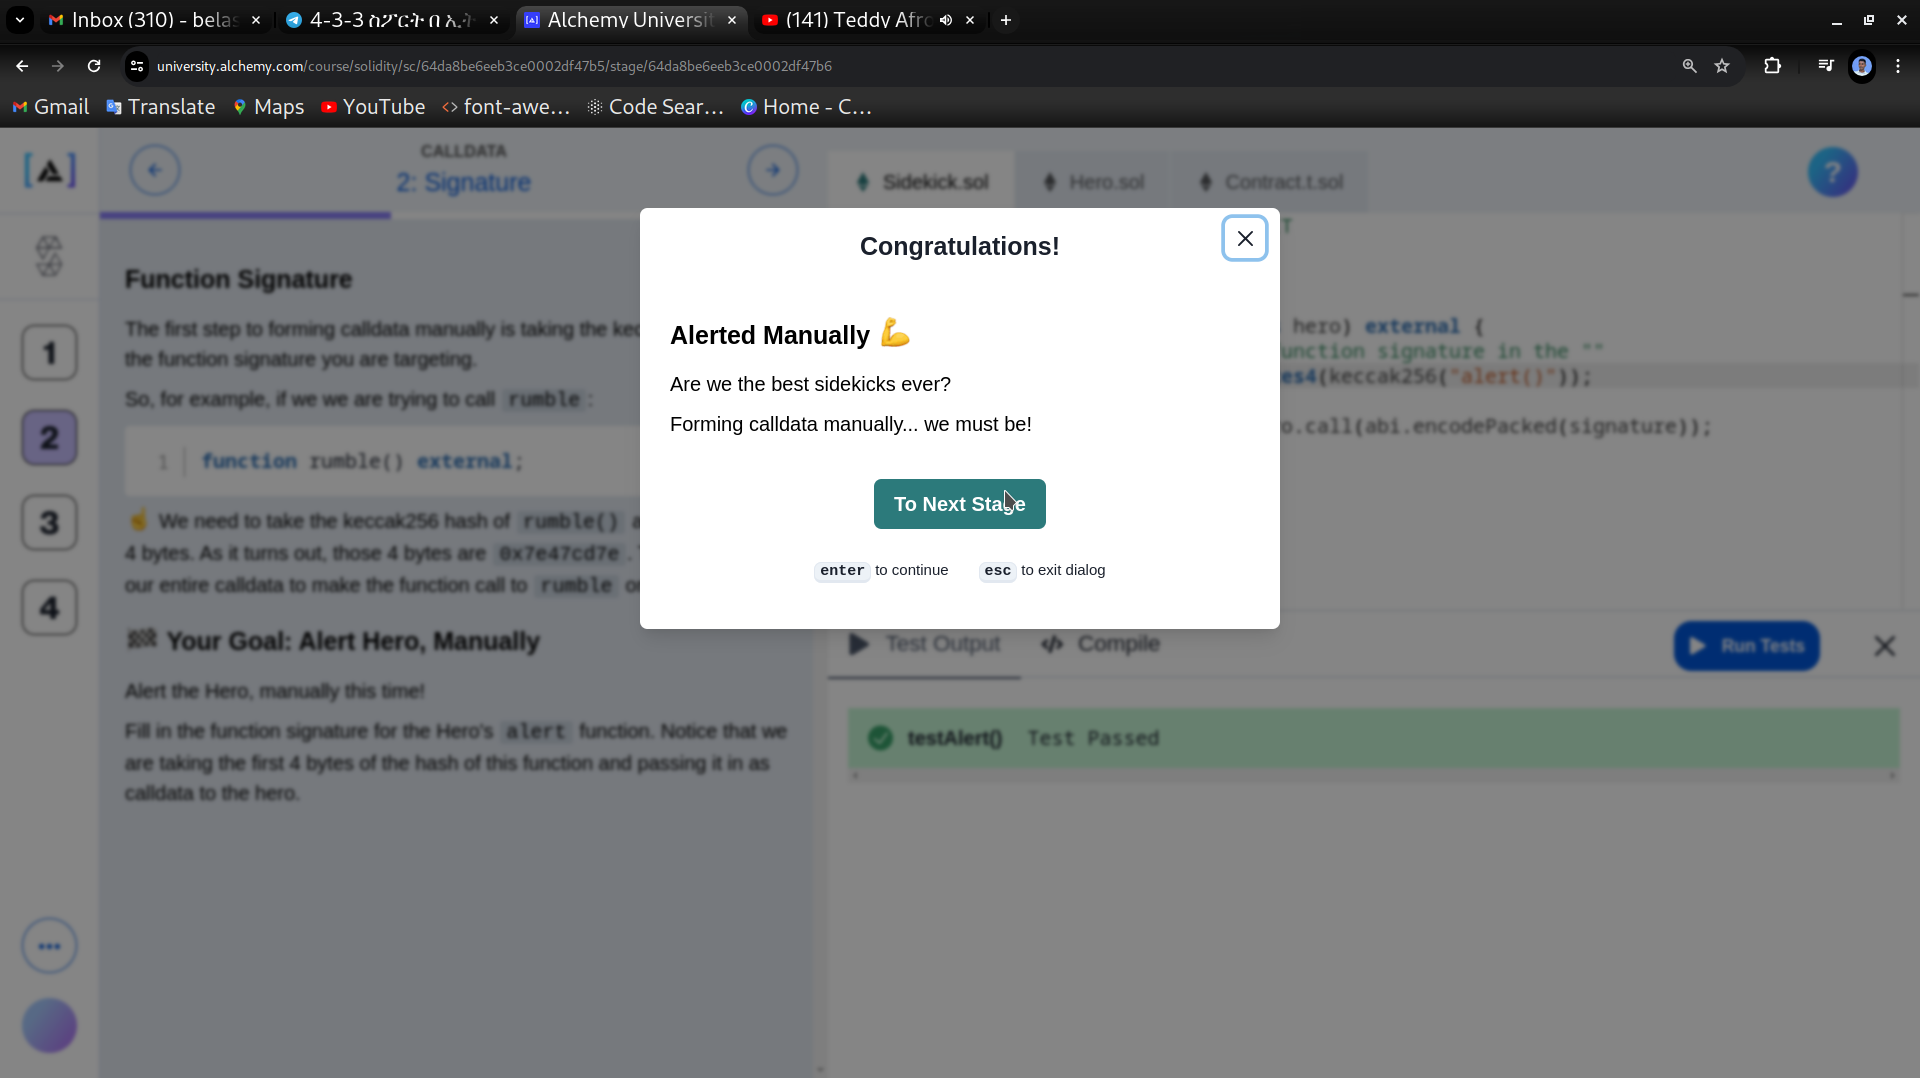 Inbox (310) - belas
4-3-3 ስፖርት በ ኢት
Alchemy Universit
(141) Teddy Afro
university.alchemy.com/course/solidity/sc/64da8be6eeb3ce0002df47b5/stage/64da8be6eeb3ce0002df47b6
Gmail
Translate
Maps
YouTube
font-awe...
Code Sear...
Home - C...
CALLDATA
2: Signature
Sidekick.sol
Hero.sol
Contract.t.sol
?
1
2
3
4
Function Signature
The first step to forming calldata manually is taking the kec
the function signature you are targeting.
So, for example, if we we are trying to call rumble :
1 function rumble() external;
☝️ We need to take the keccak256 hash of rumble()
4 bytes. As it turns out, those 4 bytes are 0x7e47cd7e.
our entire calldata to make the function call to rumble
🏁 Your Goal: Alert Hero, Manually
Alert the Hero, manually this time!
Fill in the function signature for the Hero's alert function. Notice that we
are taking the first 4 bytes of the hash of this function and passing it in as
calldata to the hero.
Congratulations!
Alerted Manually 💪
Are we the best sidekicks ever?
Forming calldata manually... we must be!
To Next Stage
enter to continue
esc to exit dialog
T
hero) external {
unction signature in the ""
es4(keccak256("alert()"));
o.call(abi.encodePacked(signature));
Test Output
Compile
Run Tests
testAlert() Test Passed